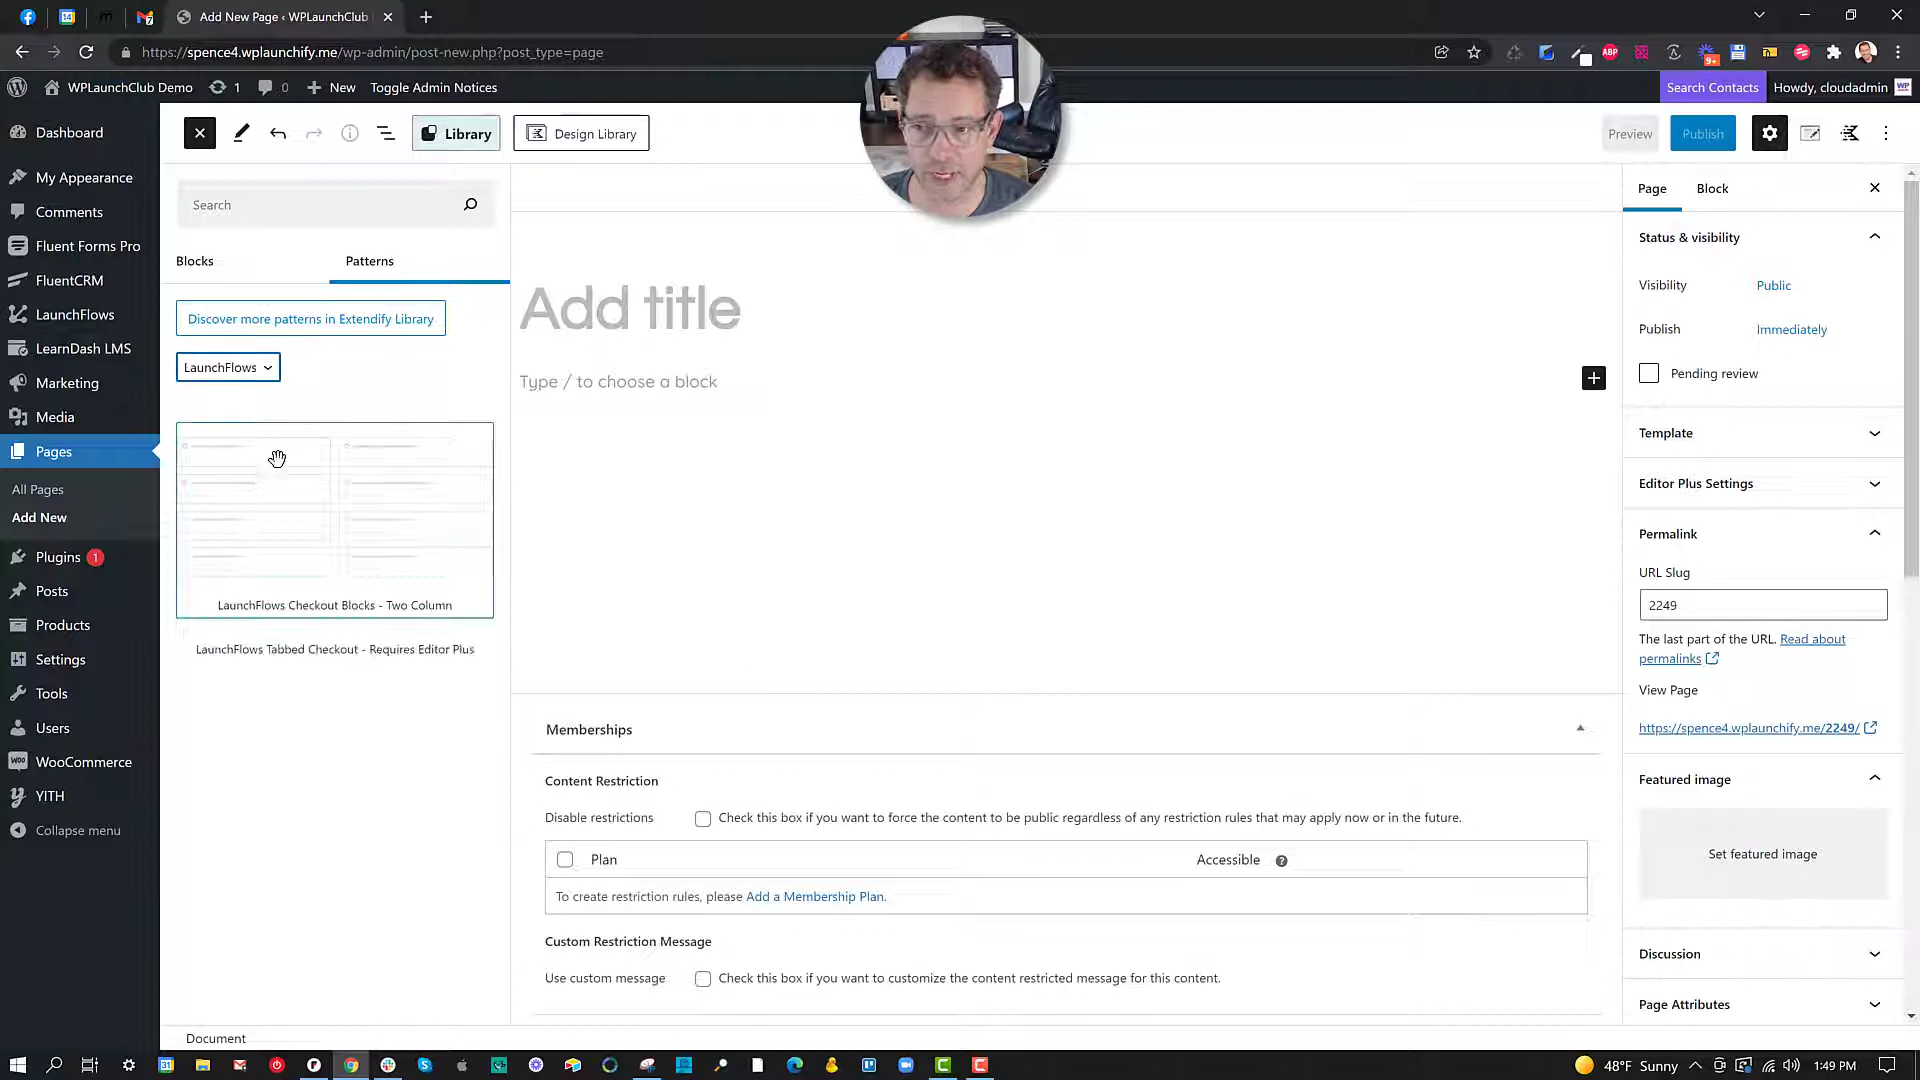 Add New Page ‹ WPLaunchClub
https://spence4.wplaunchify.me/wp-admin/post-new.php?post_type=page
ABP
9+
WPLaunchClub Demo
1
0
New
Toggle Admin Notices
Search Contacts
Howdy, cloudadmin
Dashboard
My Appearance
Comments
Fluent Forms Pro
FluentCRM
LaunchFlows
LearnDash LMS
Marketing
Media
Pages
All Pages
Add New
Plugins 1
Posts
Products
Settings
Tools
Users
WooCommerce
YITH
Collapse menu
Library
Design Library
Preview
Publish
Search
Blocks
Patterns
Discover more patterns in Extendify Library
LaunchFlows
LaunchFlows Checkout Blocks - Two Column
LaunchFlows Tabbed Checkout - Requires Editor Plus
Add title
Type / to choose a block
Memberships
Content Restriction
Disable restrictions
Check this box if you want to force the content to be public regardless of any restriction rules that may apply now or in the future.
Plan
Accessible
To create restriction rules, please Add a Membership Plan.
Custom Restriction Message
Use custom message
Check this box if you want to customize the content restricted message for this content.
Document
Page
Block
Status & visibility
Visibility
Public
Publish
Immediately
Pending review
Template
Editor Plus Settings
Permalink
URL Slug
2249
The last part of the URL. Read about
permalinks
View Page
https://spence4.wplaunchify.me/2249/
Featured image
Set featured image
Discussion
Page Attributes
48°F Sunny
1:49 PM